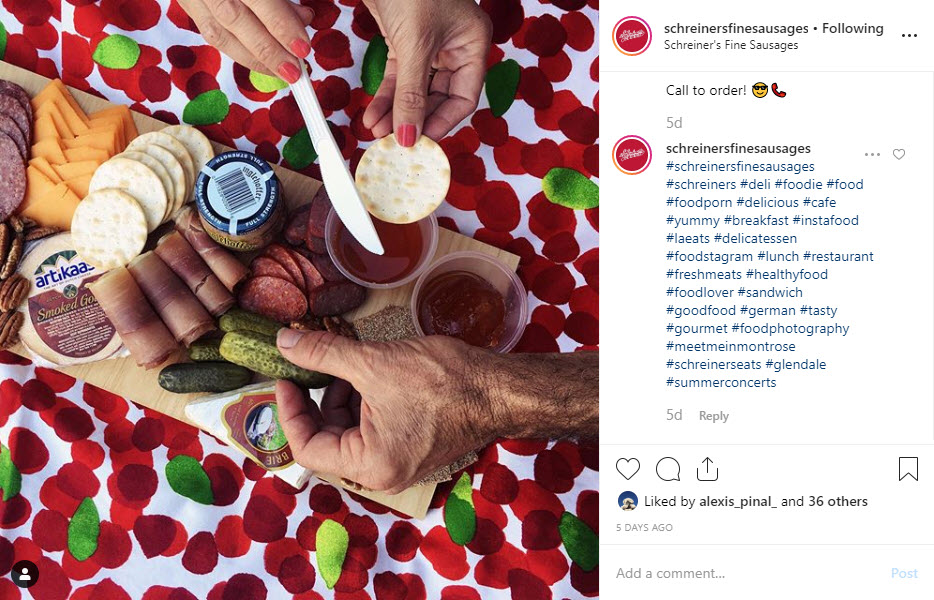 schreinersfinesausages • Following
Schreiner's Fine Sausages
Call to order! 😎📞
5d
schreinersfinesausages
#schreinersfinesausages
#schreiners #deli #foodie #food
#foodporn #delicious #cafe
#yummy #breakfast #instafood
#laeats #delicatessen
#foodstagram #lunch #restaurant
#freshmeats #healthyfood
#foodlover #sandwich
#goodfood #german #tasty
#gourmet #foodphotography
#meetmeinmontrose
#schreinerseats #glendale
#summerconcerts
5d Reply
Liked by alexis_pinal_ and 36 others
5 DAYS AGO
Add a comment... Post
FULL STRENGTH
artikaas
Smoked
BRIE